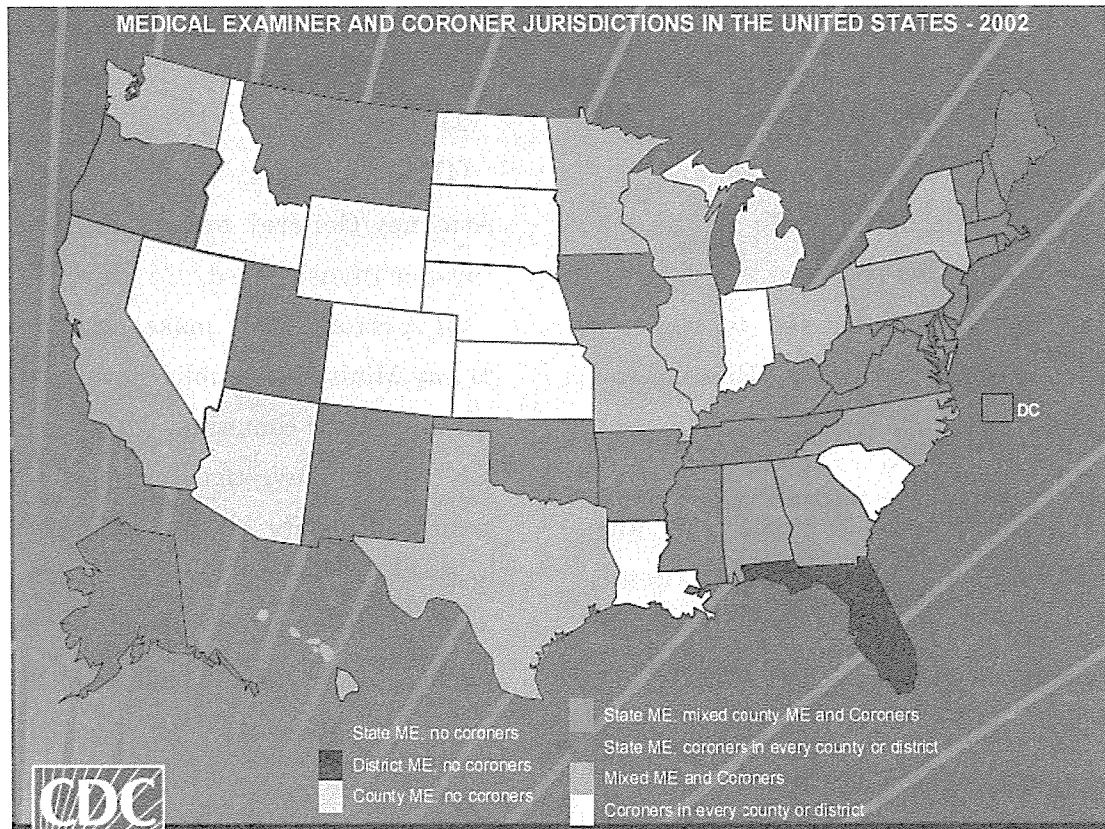 MEDICAL EXAMINER AND CORONER JURISDICTIONS IN THE UNITED STATES - 2002
DC
State ME, no coroners
District ME, no coroners
County ME, no coroners
State ME, mixed county ME and Coroners
State ME, coroners in every county or district
Mixed ME and Coroners
Coroners in every county or district
CDC